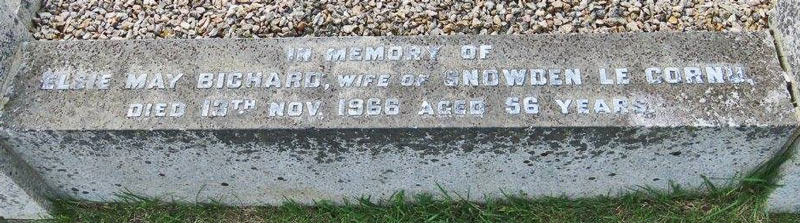 IN MEMORY OF
ELSIE MAY BICHARD, WIFE OF SNOWDEN LE CORNU,
DIED 13TH NOV. 1966 AGED 56 YEARS.